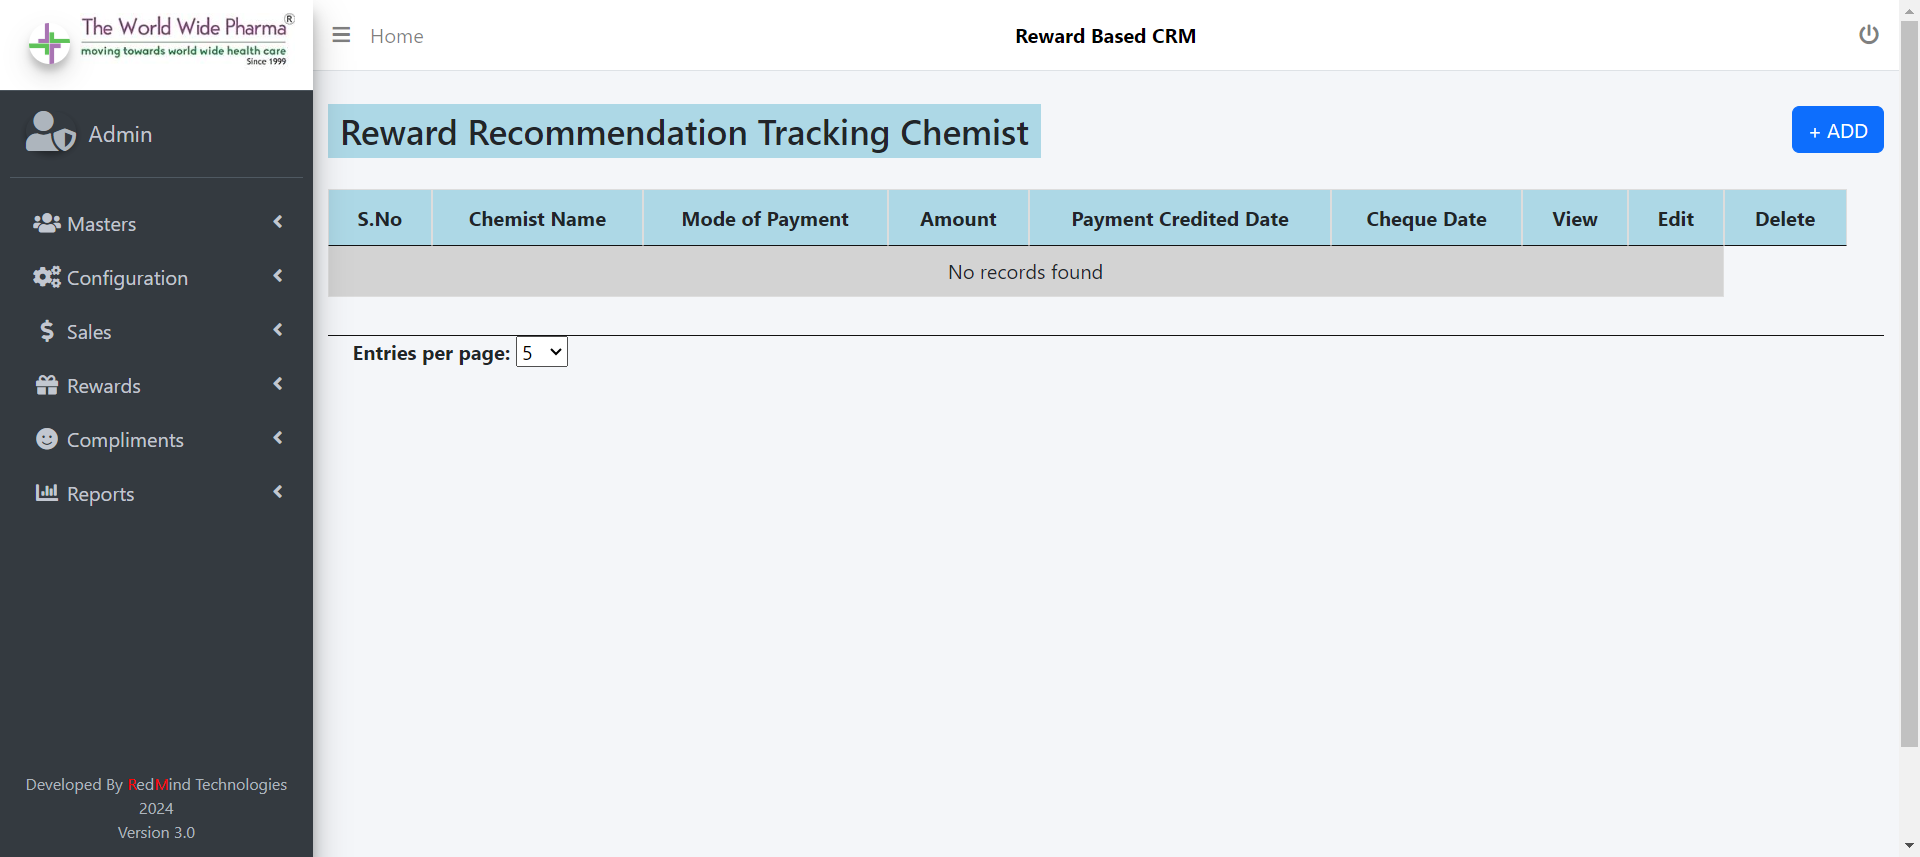 The World Wide Pharma®
moving towards world wide health care
Since 1999
Home
Reward Based CRM
Admin
Masters
Configuration
Sales
Rewards
Compliments
Reports
Developed By RedMind Technologies
2024
Version 3.0
Reward Recommendation Tracking Chemist
+ ADD
S.No Chemist Name Mode of Payment Amount Payment Credited Date Cheque Date View Edit Delete
No records found
Entries per page: 5